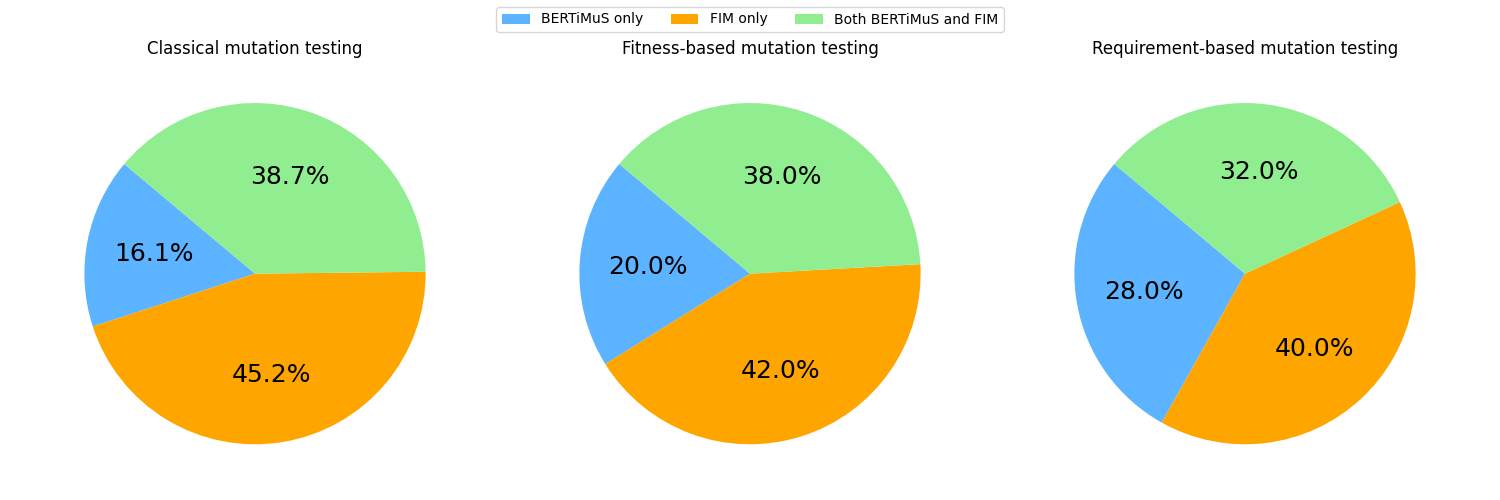 BERTiMuS only FIM only Both BERTiMuS and FIM
Classical mutation testing
38.7%
16.1%
45.2%
Fitness-based mutation testing
38.0%
20.0%
42.0%
Requirement-based mutation testing
32.0%
28.0%
40.0%